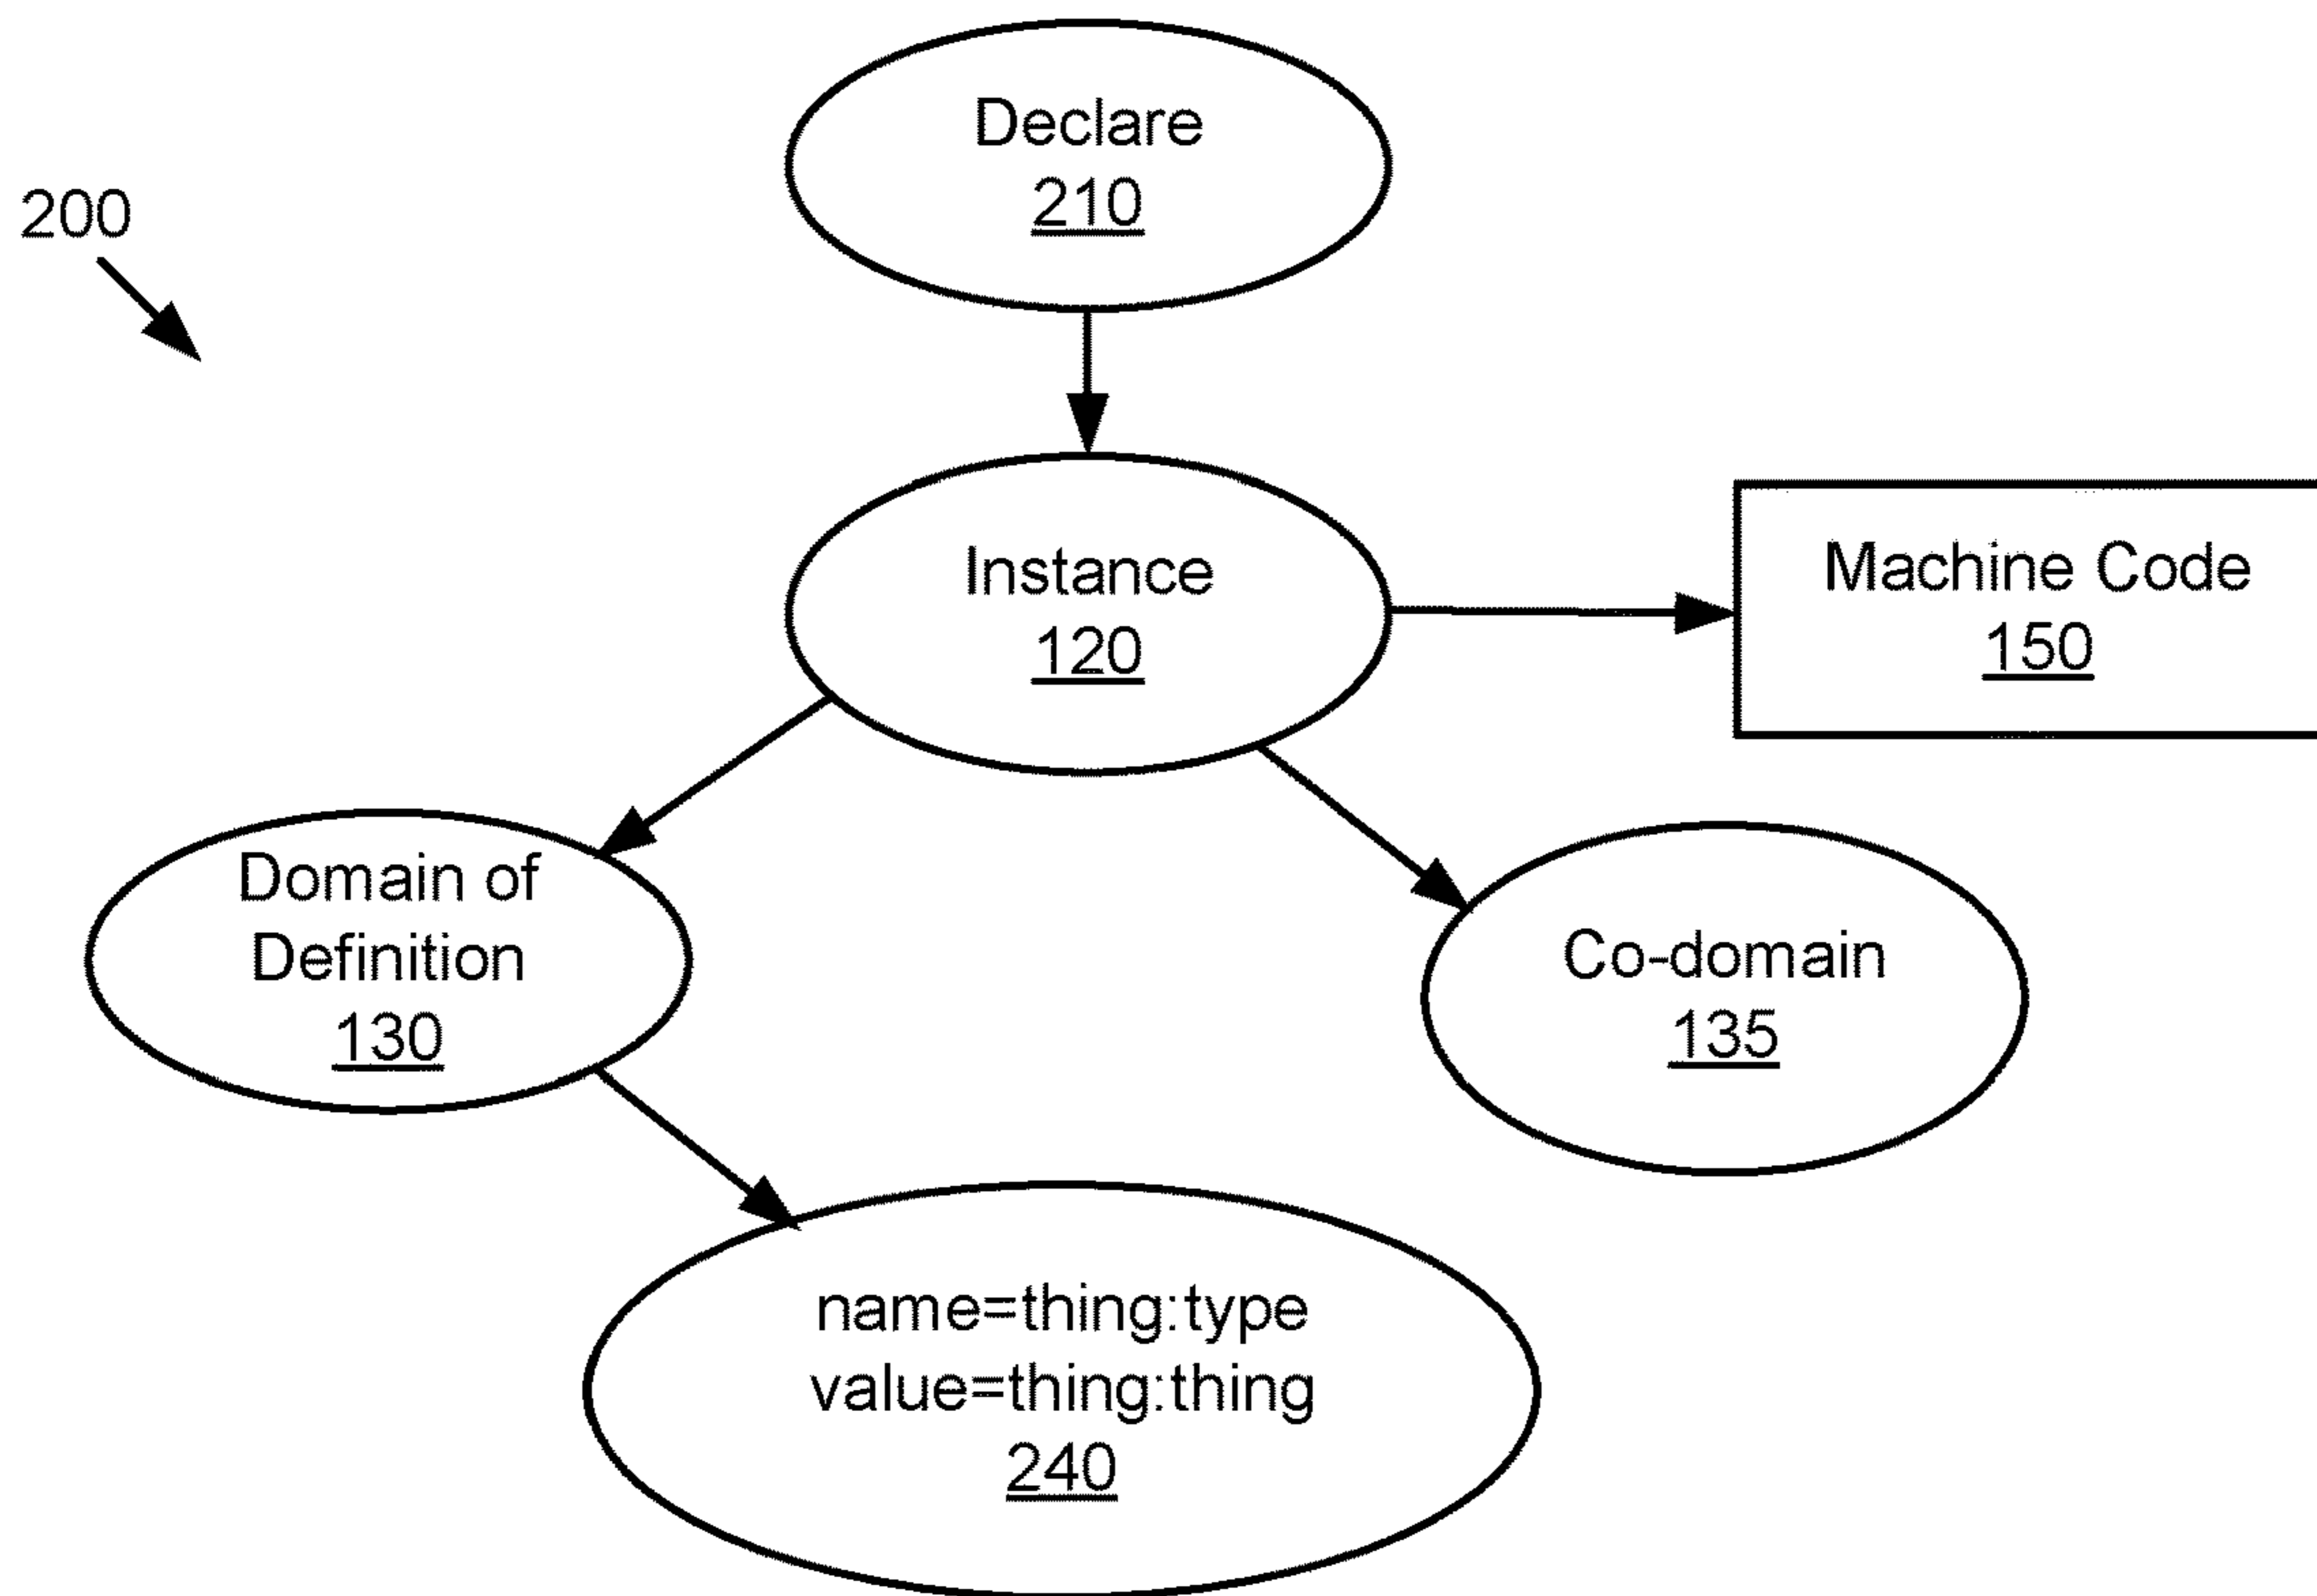 Declare
210
200
Instance
120
Machine Code
150
Domain of
Definition
130
Co-domain
135
name=thing:type
value=thing:thing
240